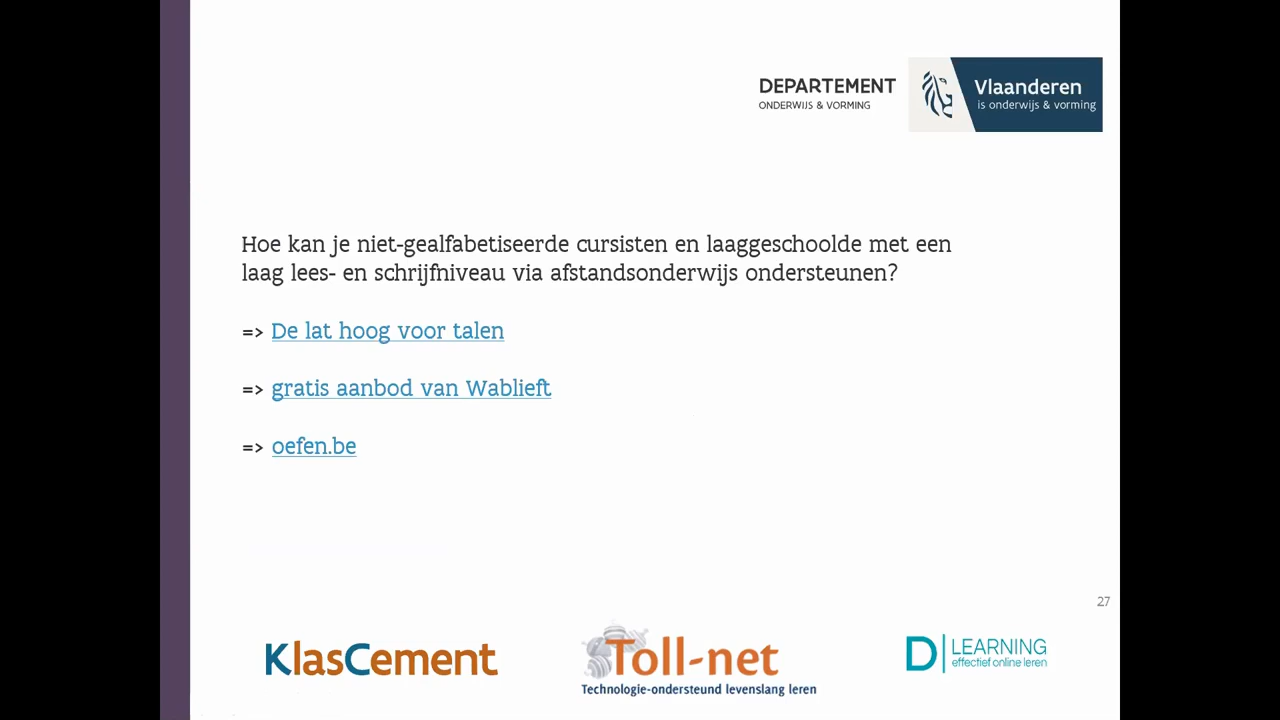 DEPARTEMENT
ONDERWIJS & VORMING
Vlaanderen
is onderwijs & vorming
Hoe kan je niet-gealfabetiseerde cursisten en laaggeschoolde met een
laag lees- en schrijfniveau via afstandsonderwijs ondersteunen?
=> De lat hoog voor talen
=> gratis aanbod van Wablieft
=> oefen.be
27
KlasCement
Toll-net
Technologie-ondersteund levenslang leren
D LEARNING
effectief online leren